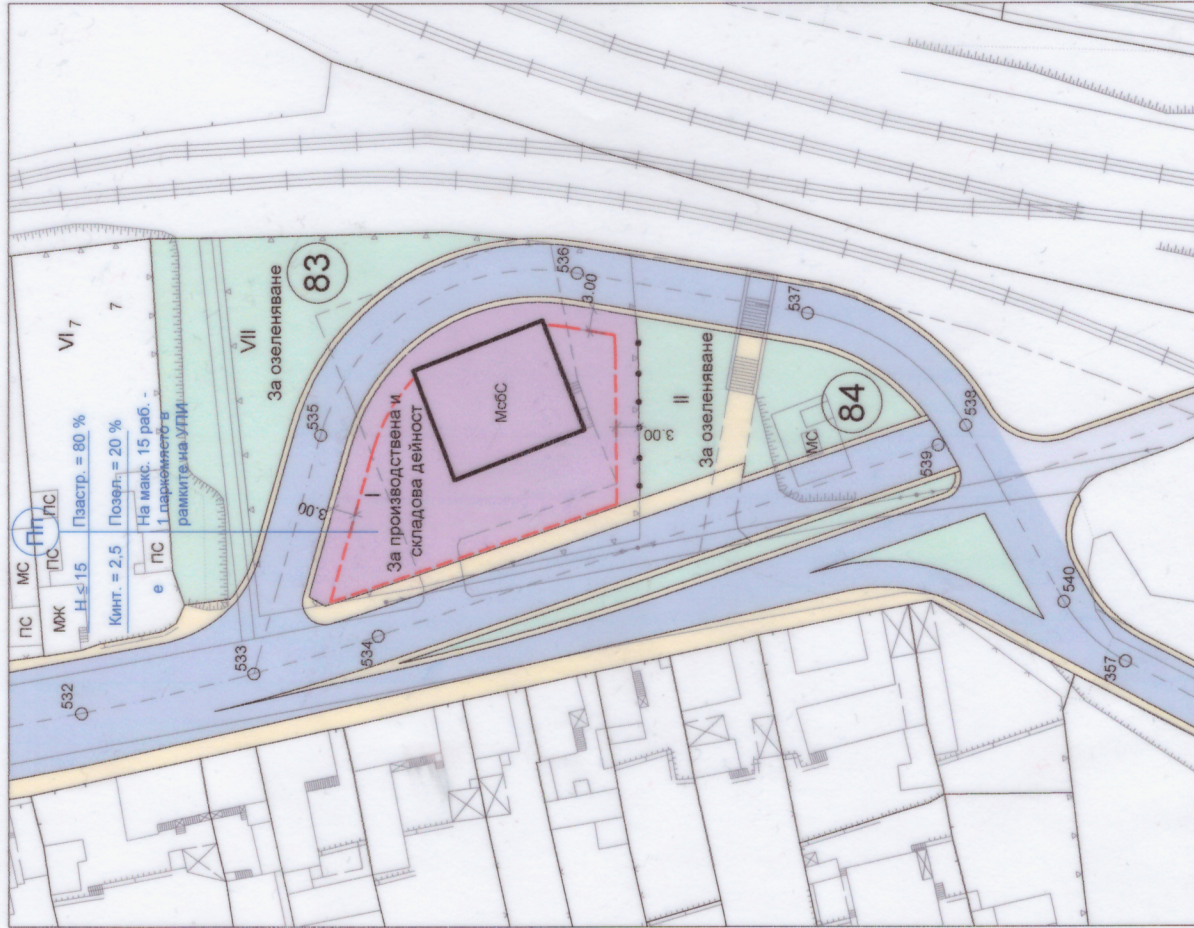 ПС
МС
МЖ
ПС
ПС
Пп
Н ≤ 15
Пзастр. = 80 %
Кинт. = 2,5
Позел. = 20 %
е
ПС
На макс. 15 раб. -
1 паркомясто в
рамките на УПИ
VI 7
7
VII
За озеленяване
83
I
За производствена и
складова дейност
МсбС
3.00
3.00
3.00
II
За озеленяване
84
МС
532
533
534
535
536
537
538
539
540
357